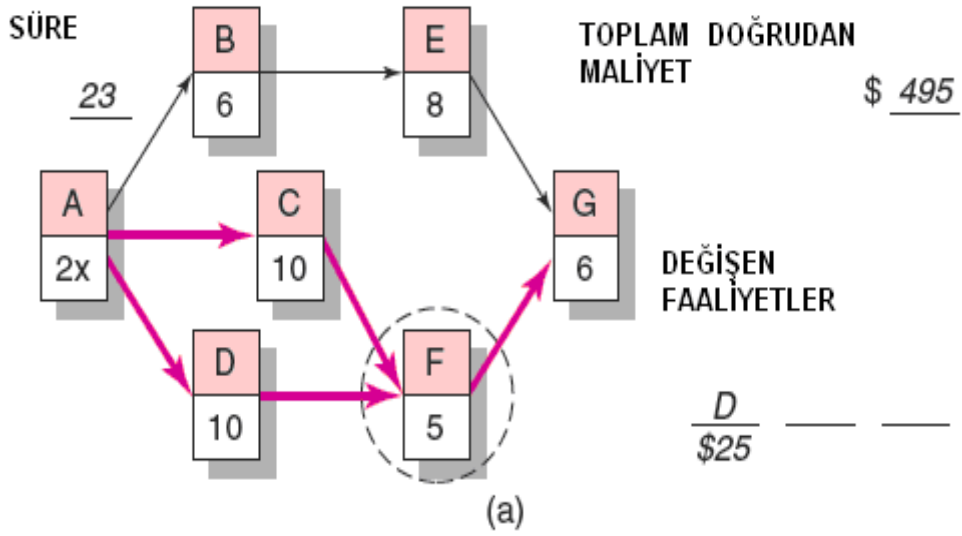 SÜRE
23
B
6
E
8
TOPLAM DOĞRUDAN
MALİYET
$ 495
A
2x
C
10
G
6
DEĞİŞEN
FAALİYETLER
D
10
F
5
D
$25
(a)